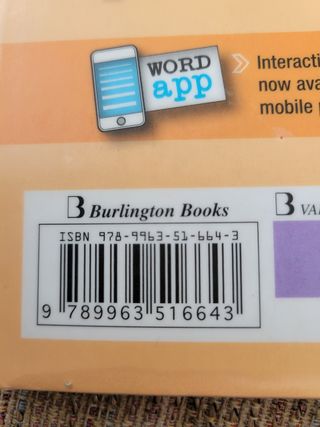 WORD
app
Interacti
now ava
mobile p
B Burlington Books
B VA
ISBN 978-9963-51-664-3
9 789963 516643